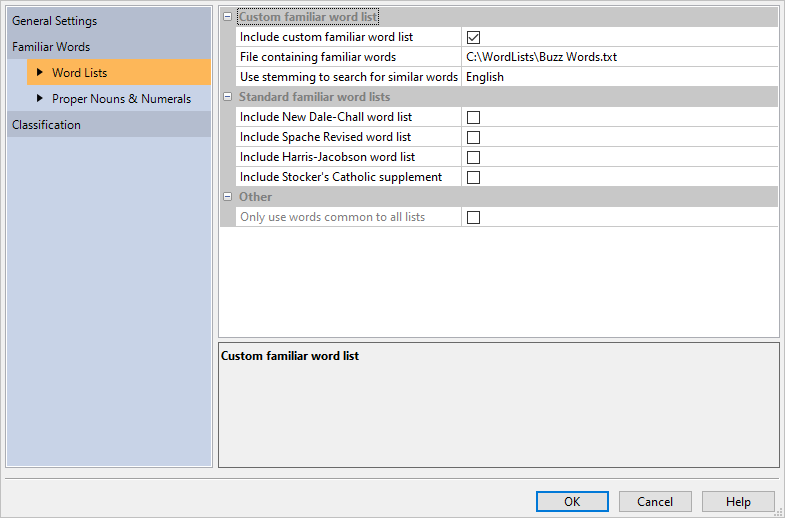 General Settings
Familiar Words
Word Lists
Proper Nouns & Numerals
Classification
Custom familiar word list
Include custom familiar word list
File containing familiar words C:\WordLists\Buzz Words.txt
Use stemming to search for similar words English
Standard familiar word lists
Include New Dale-Chall word list
Include Spache Revised word list
Include Harris-Jacobson word list
Include Stocker's Catholic supplement
Other
Only use words common to all lists
Custom familiar word list
OK Cancel Help